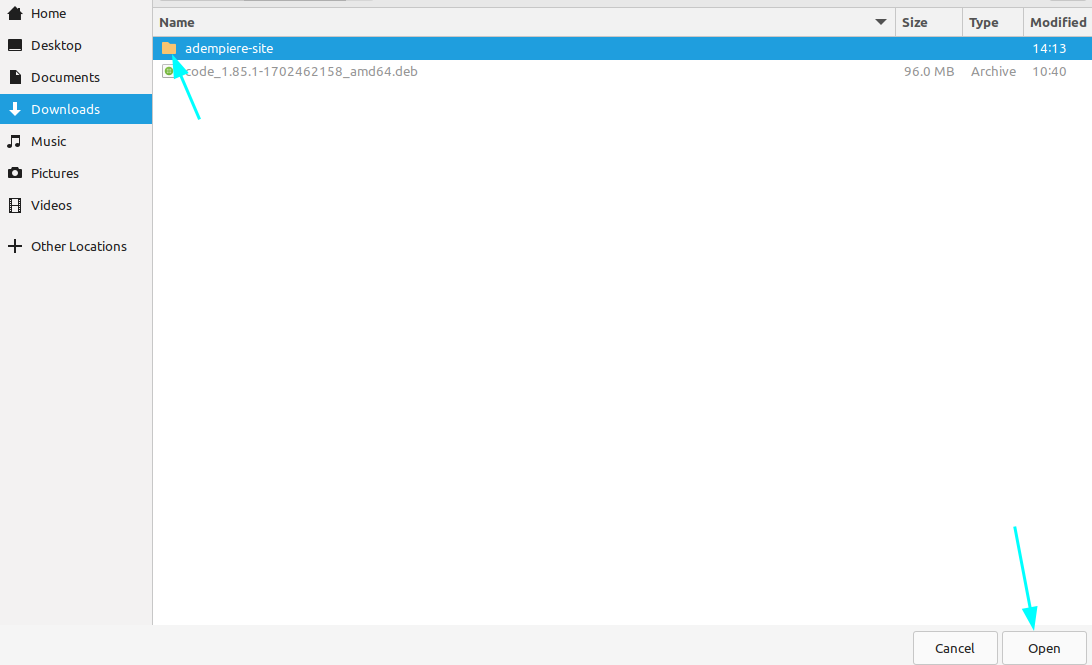 Home
Desktop
Documents
Downloads
Music
Pictures
Videos
Other Locations
Name Size Type Modified
adempiere-site 14:13
code_1.85.1-1702462158_amd64.deb 96.0 MB Archive 10:40
Cancel Open